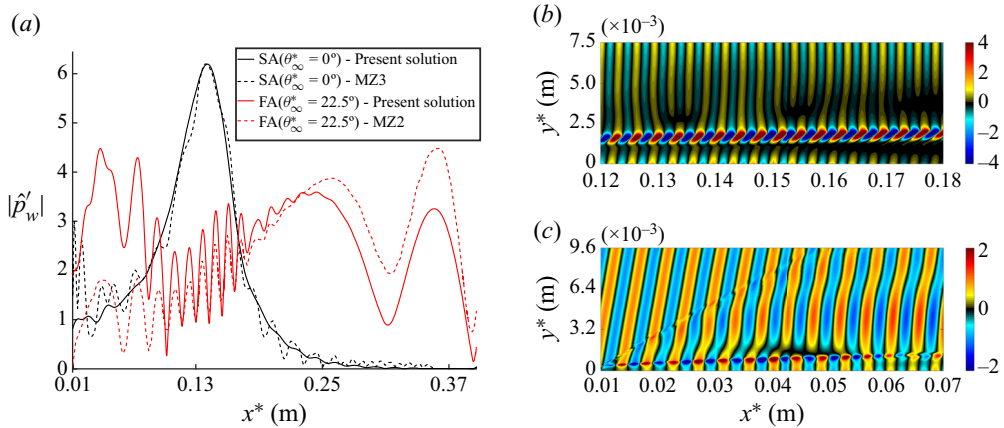 (a)
6
5
4
3
2
1
0
|p̂′w|
0.01 0.13 0.25 0.37
x* (m)
SA(θ*∞ = 0º) - Present solution
SA(θ*∞ = 0º) - MZ3
FA(θ*∞ = 22.5º) - Present solution
FA(θ*∞ = 22.5º) - MZ2
(b)
(×10−3)
7.5
5.0
2.5
0
y* (m)
0.12 0.13 0.14 0.15 0.16 0.17 0.18
4
2
0
−2
−4
(c)
(×10−3)
9.6
6.4
3.2
0
y* (m)
0.01 0.02 0.03 0.04 0.05 0.06 0.07
x* (m)
2
0
−2